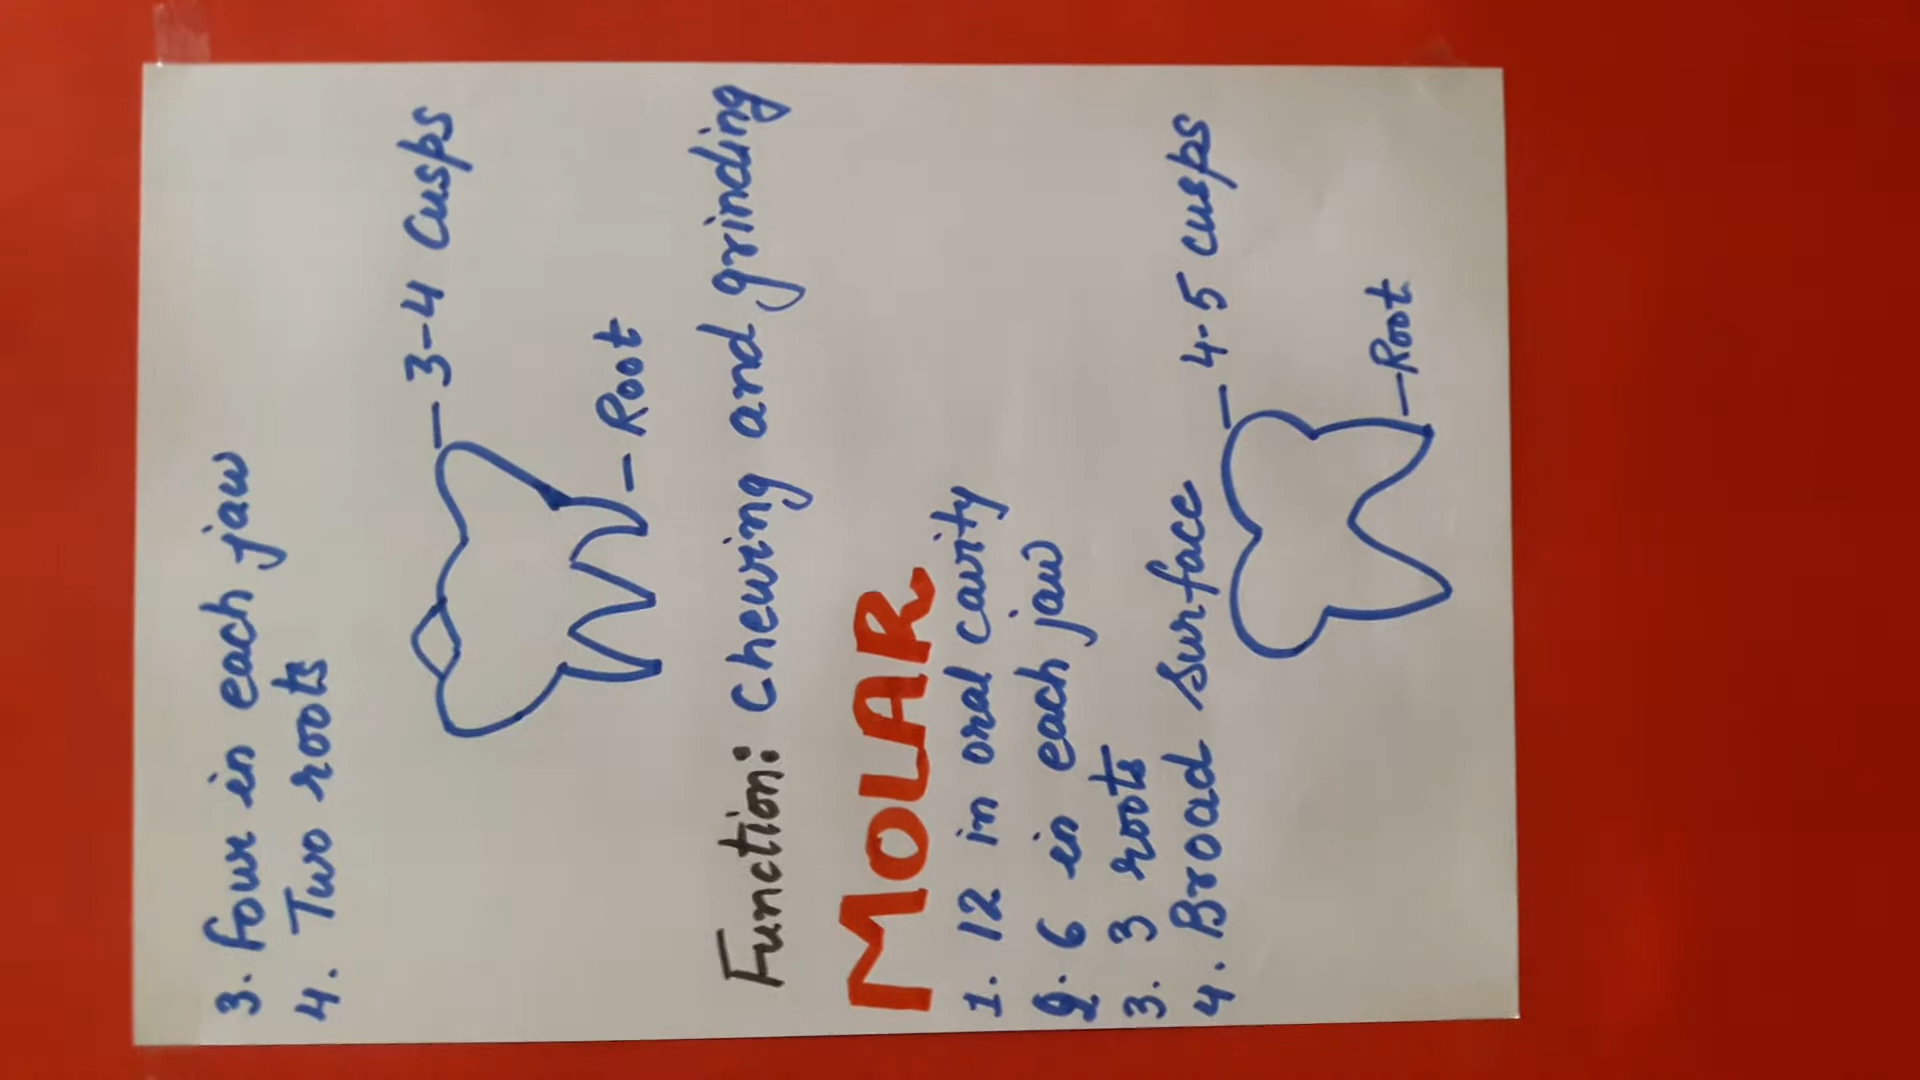 3. Four in each jaw
4. Two roots
3-4 Cusps
Root
Function: Chewing and grinding
MOLAR
1. 12 in oral cavity
2. 6 in each jaw
3. 3 roots
4. Broad surface
4-5 cusps
Root